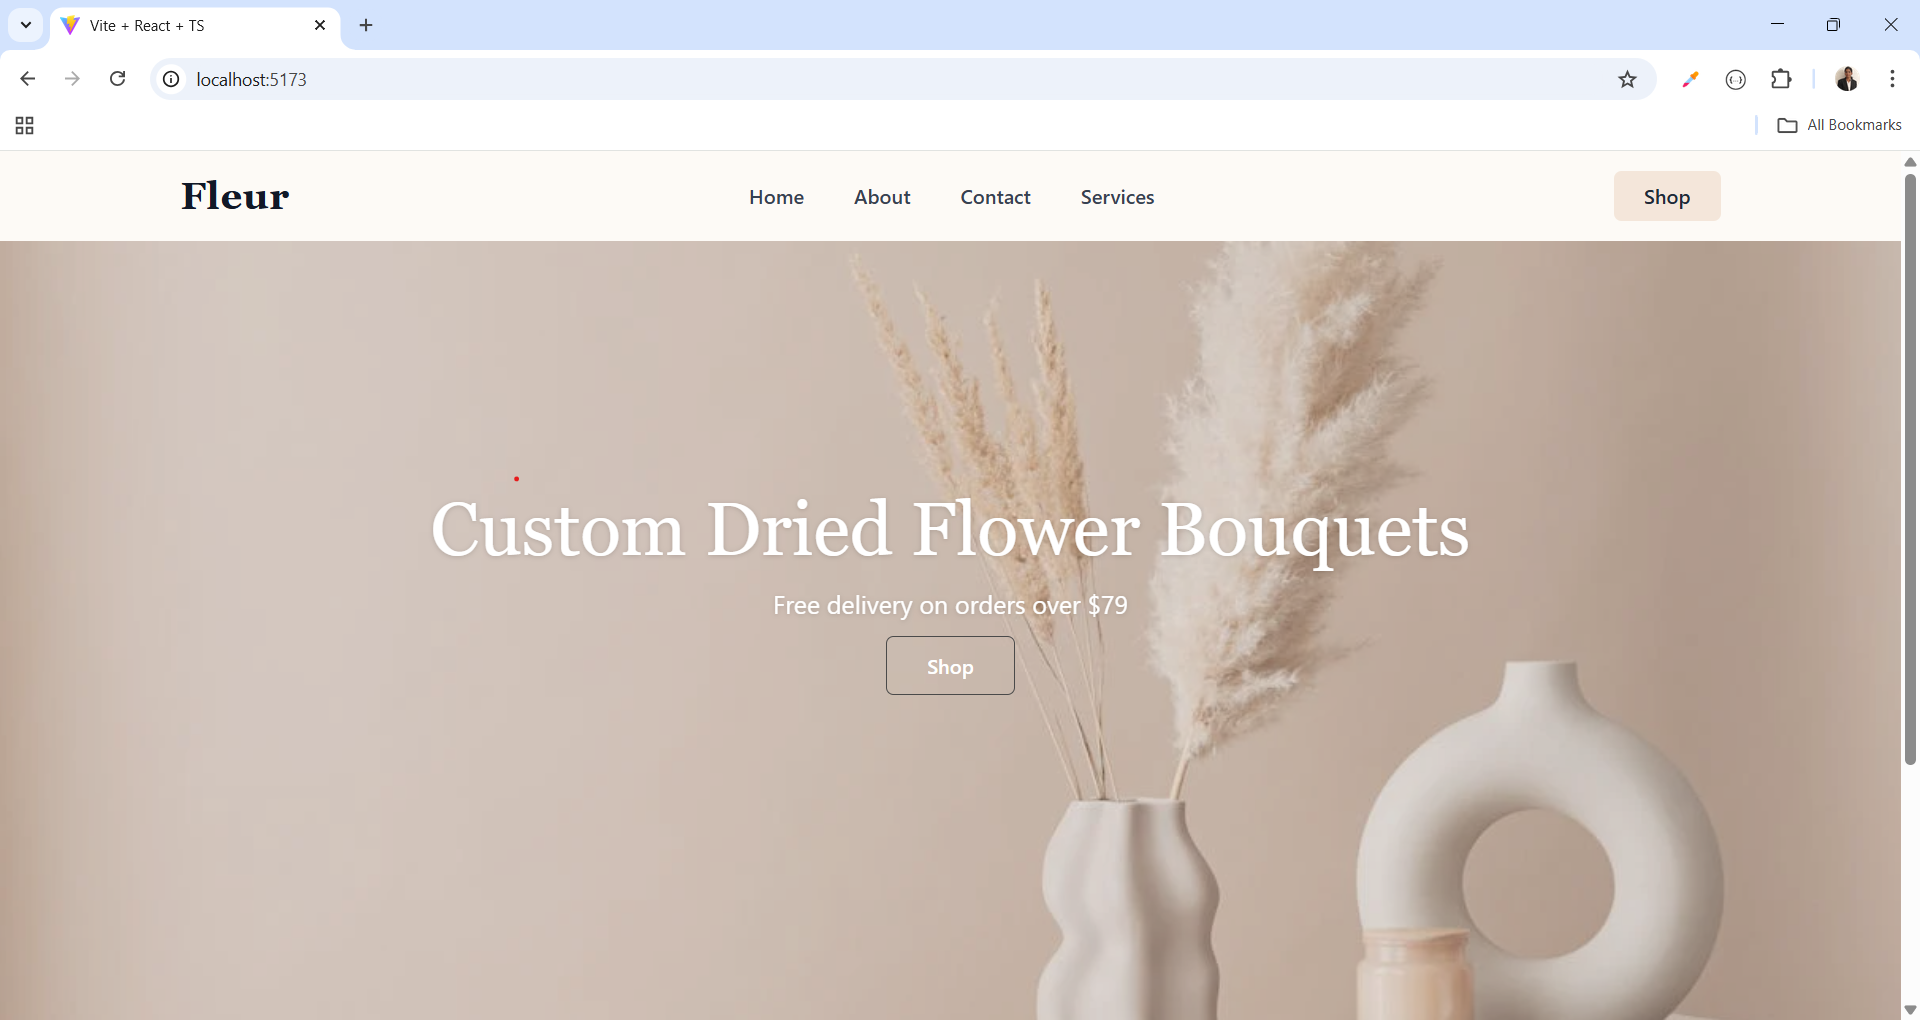 Vite + React + TS
localhost:5173
All Bookmarks
Fleur
Home About Contact Services
Shop
Custom Dried Flower Bouquets
Free delivery on orders over $79
Shop